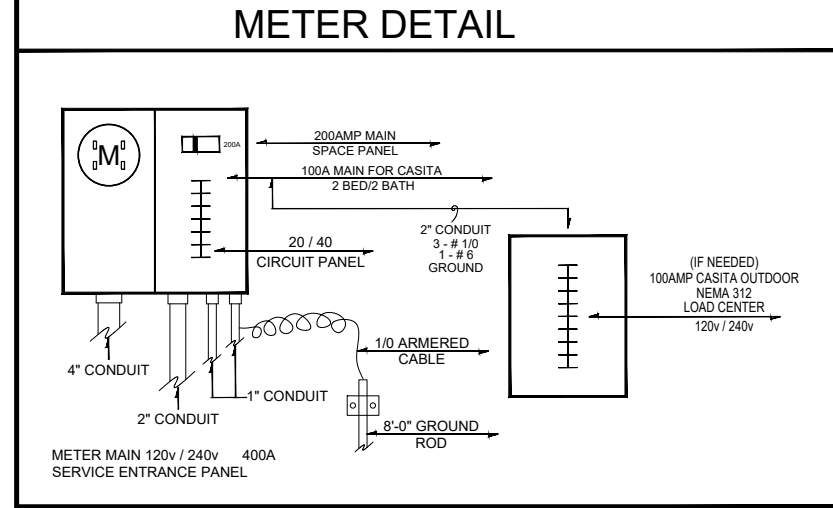 METER DETAIL
M
200A
200AMP MAIN
SPACE PANEL
100A MAIN FOR CASITA
2 BED/2 BATH
20 / 40
CIRCUIT PANEL
2" CONDUIT
3 - # 1/0
1 - # 6
GROUND
(IF NEEDED)
100AMP CASITA OUTDOOR
NEMA 312
LOAD CENTER
120v / 240v
1/0 ARMERED
CABLE
4" CONDUIT
1" CONDUIT
2" CONDUIT
8'-0" GROUND
ROD
METER MAIN 120v / 240v 400A
SERVICE ENTRANCE PANEL